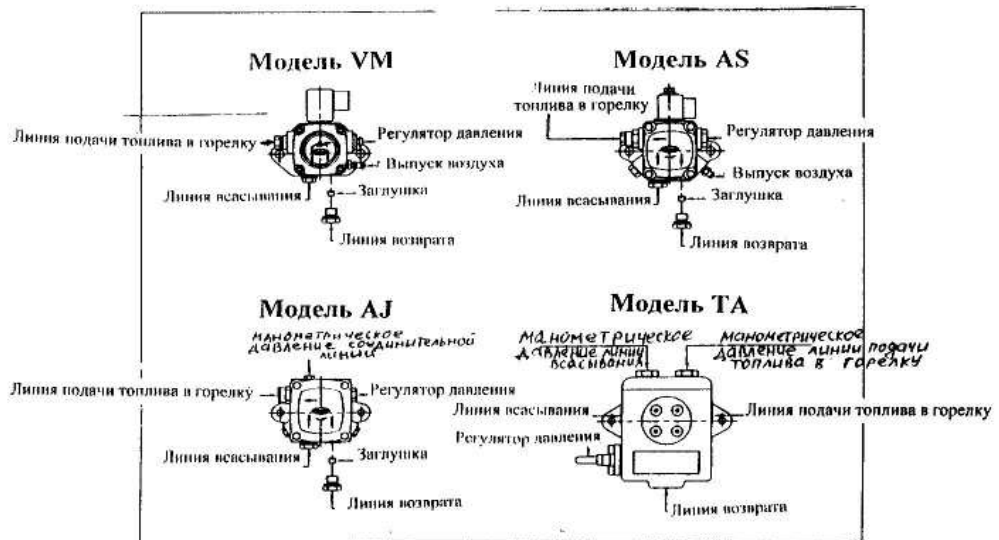 Модель VM
Линия подачи топлива в горелку
Регулятор давления
Выпуск воздуха
Линия всасывания
Заглушка
Линия возврата
Модель AS
Линия подачи
топлива в горелку
Регулятор давления
Выпуск воздуха
Линия всасывания
Заглушка
Линия возврата
Модель AJ
манометрическое
давление соудинительной
линии
Линия подачи топлива в горелку
Регулятор давления
Линия всасывания
Заглушка
Линия возврата
Модель TA
манометрическое
давление линии
всасывания
манометрическое
давление линии подачи
топлива в горелку
Линия всасывания
Линия подачи топлива в горелку
Регулятор давления
Линия возврата